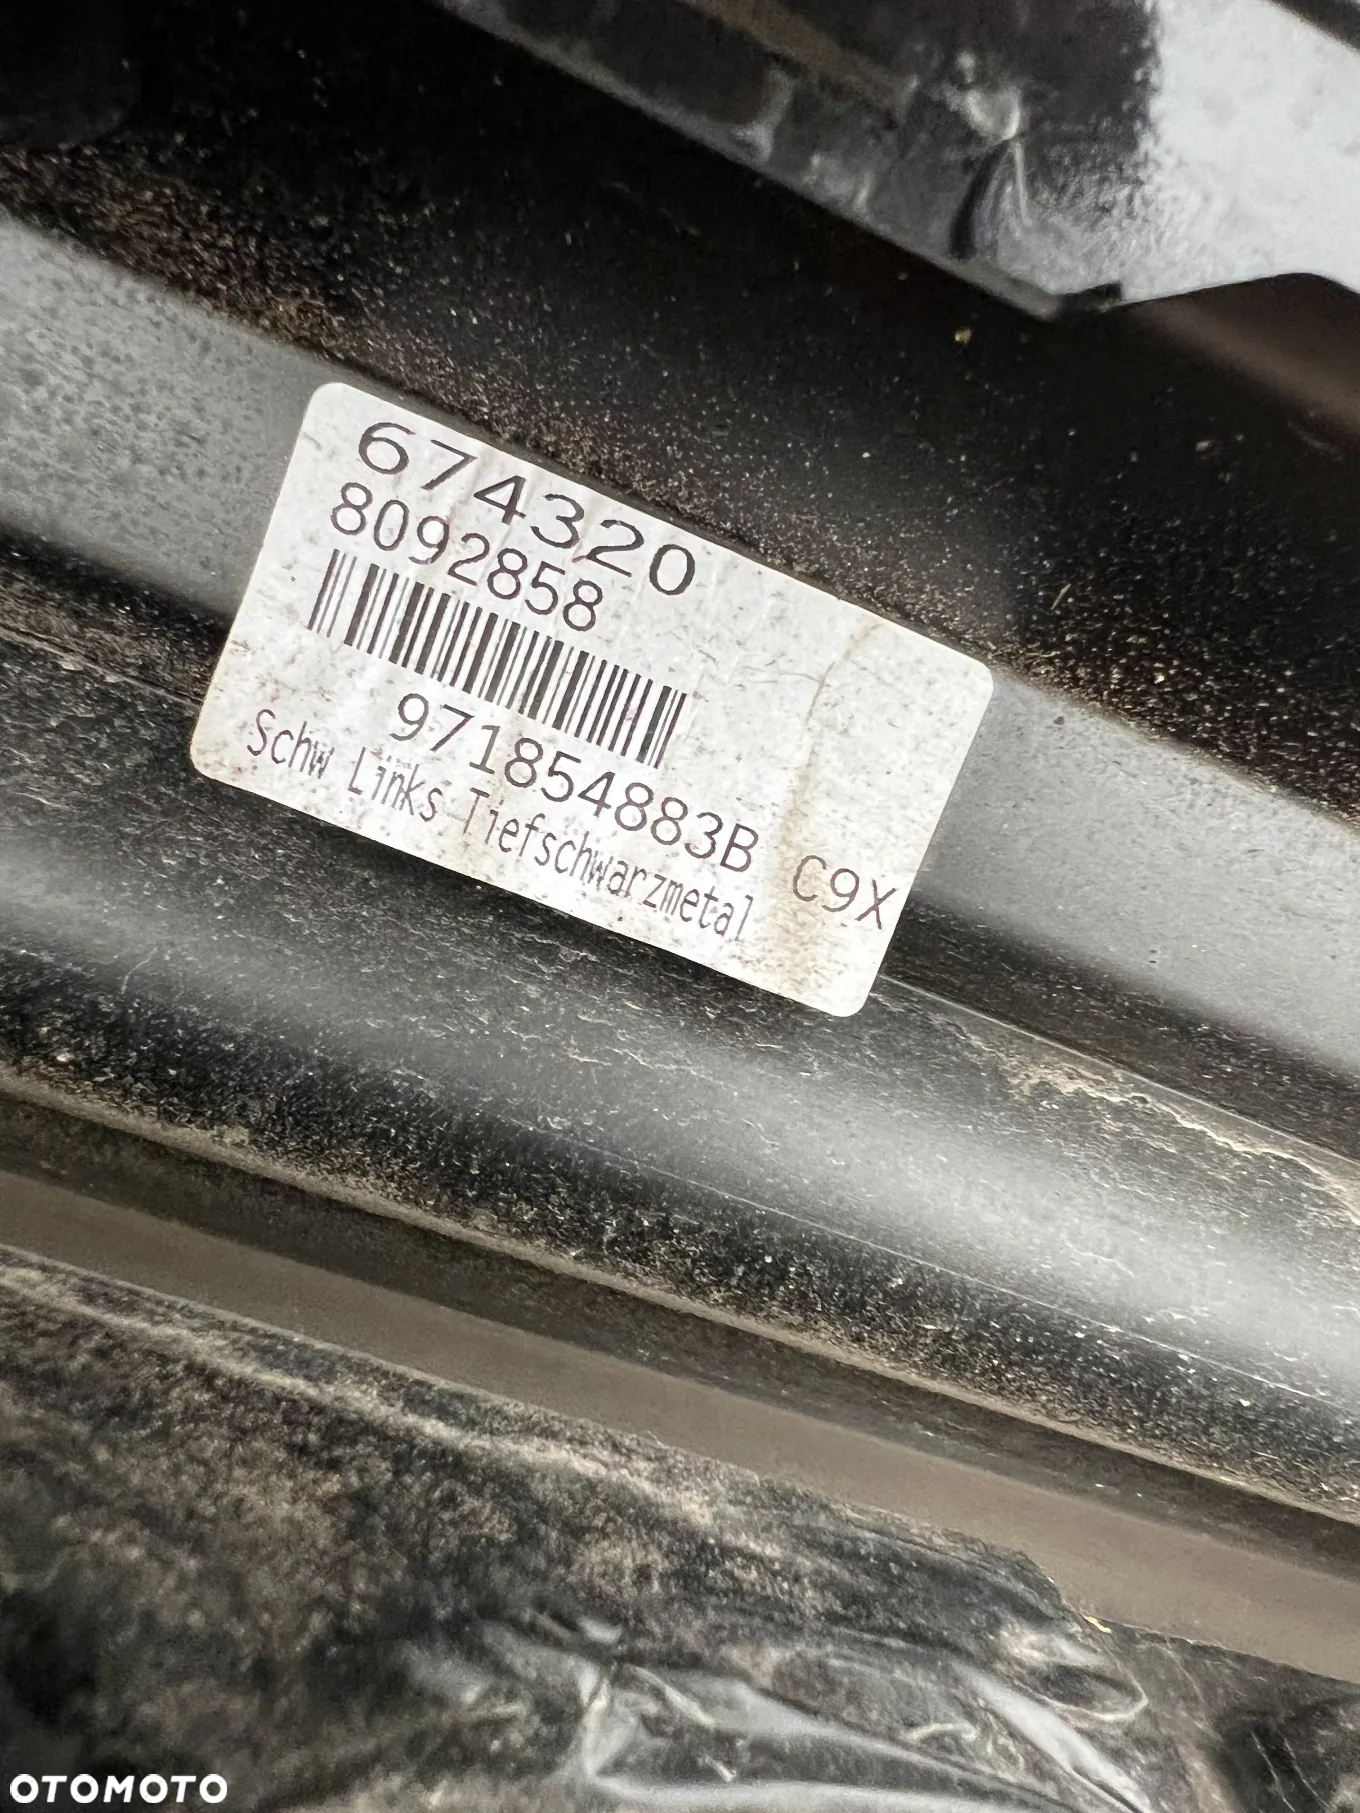 674320
8092858
971854883B C9X
Schw Links Tiefschwarzmetal
OTOMOTO